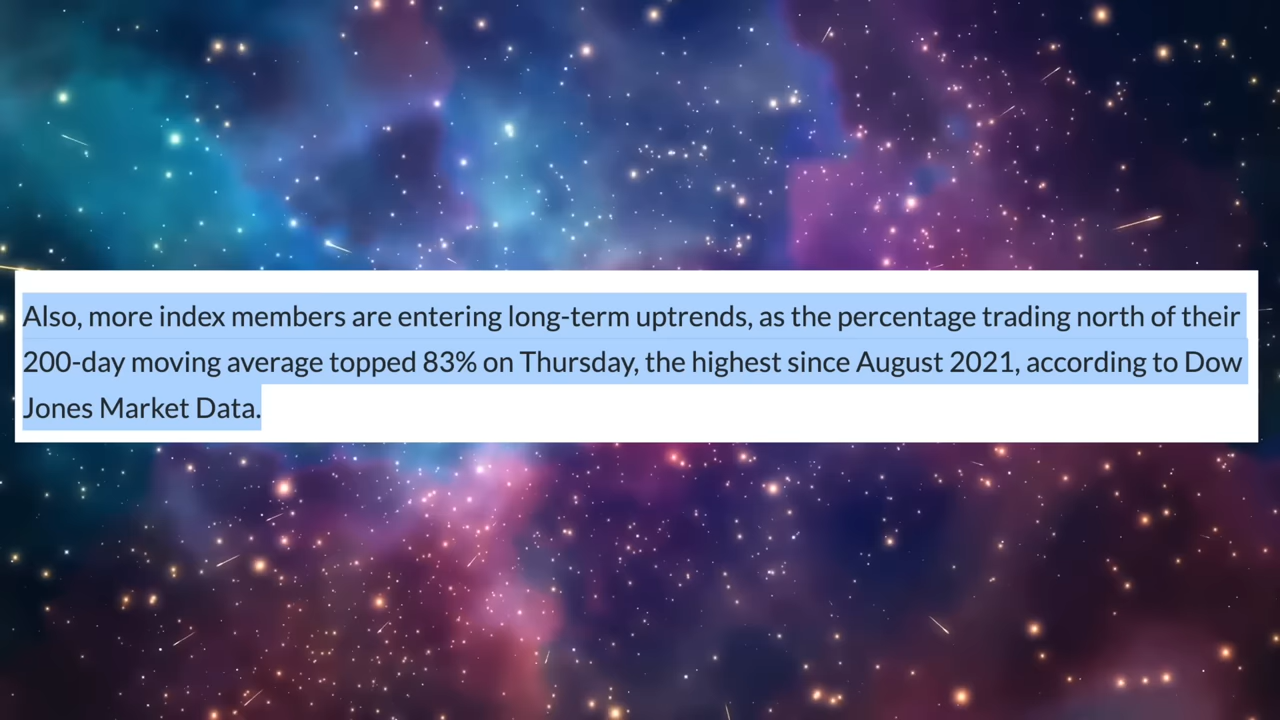 Also, more index members are entering long-term uptrends, as the percentage trading north of their
200-day moving average topped 83% on Thursday, the highest since August 2021, according to Dow
Jones Market Data.